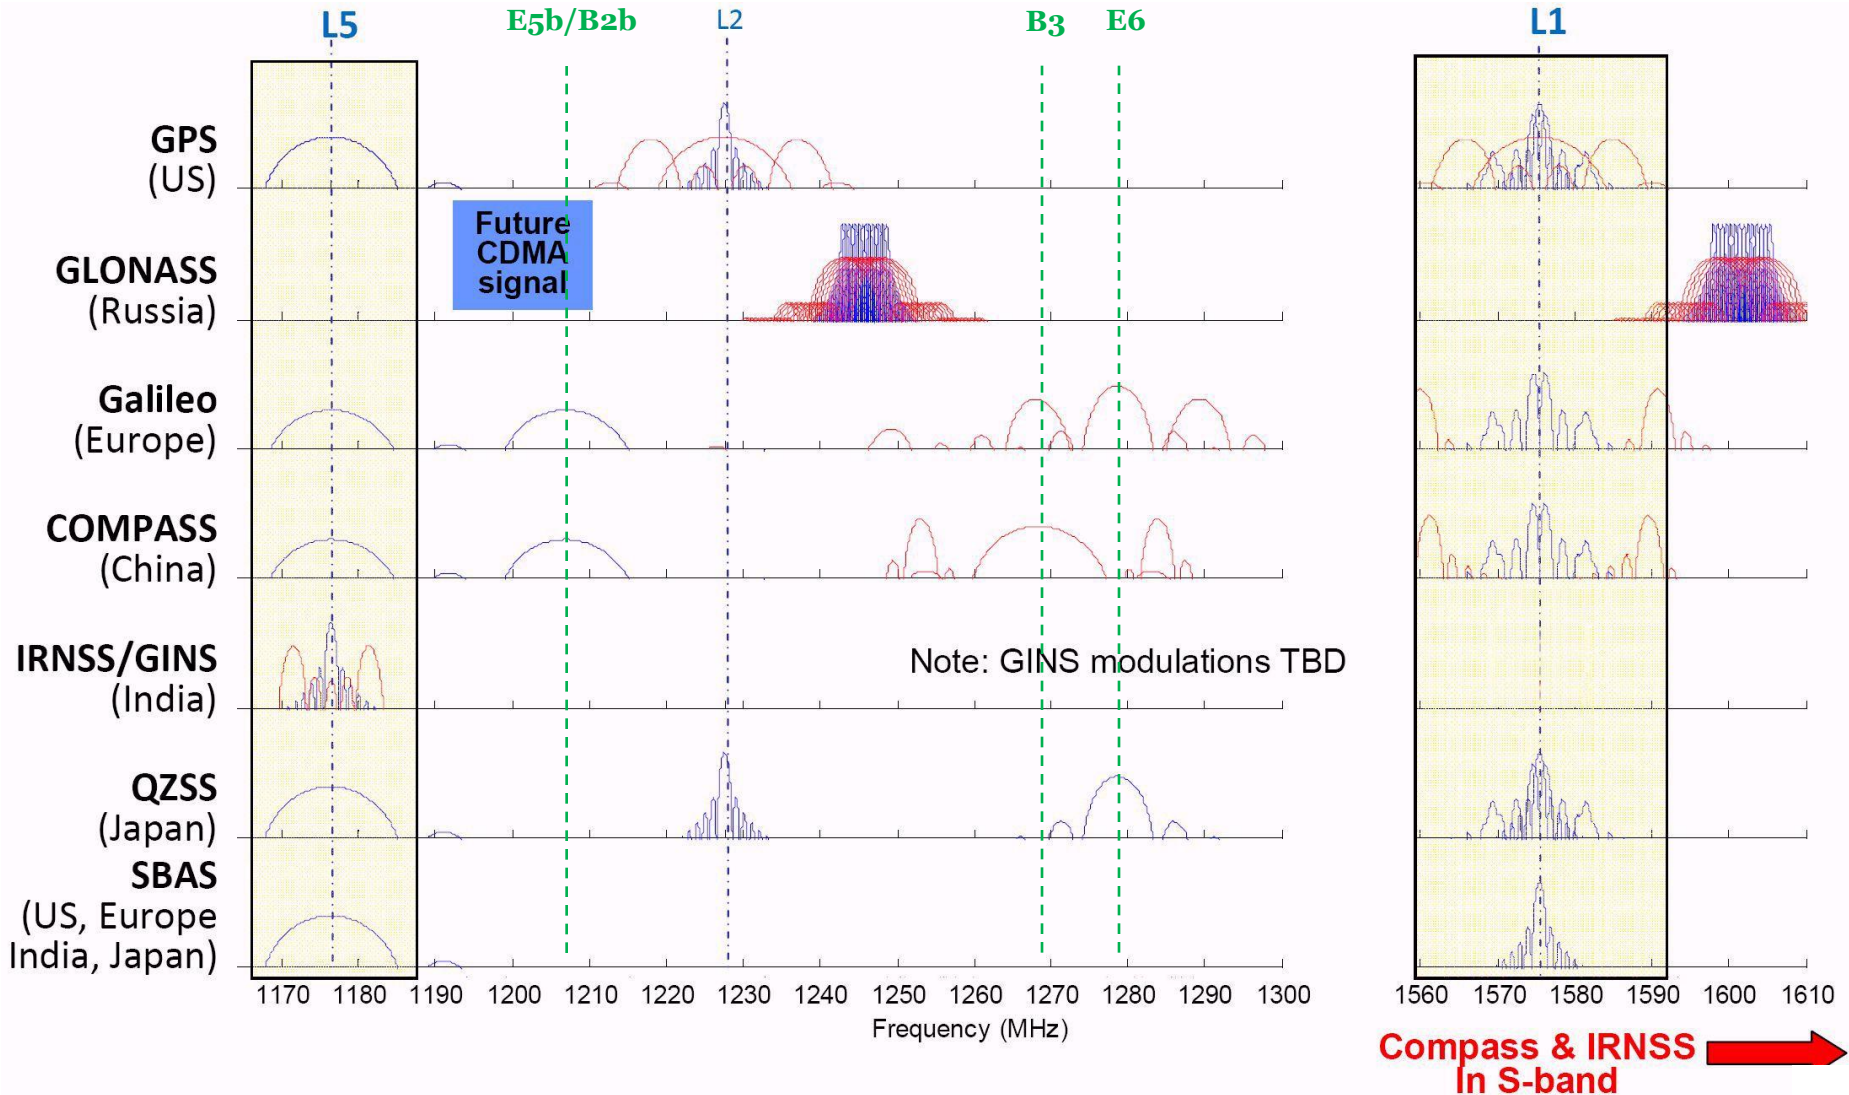 L5
E5b/B2b
L2
B3
E6
L1
GPS
(US)
Future
CDMA
signal
GLONASS
(Russia)
Galileo
(Europe)
COMPASS
(China)
IRNSS/GINS
(India)
Note: GINS modulations TBD
QZSS
(Japan)
SBAS
(US, Europe
India, Japan)
1170 1180 1190 1200 1210 1220 1230 1240 1250 1260 1270 1280 1290 1300 1560 1570 1580 1590 1600 1610
Frequency (MHz)
Compass & IRNSS
In S-band